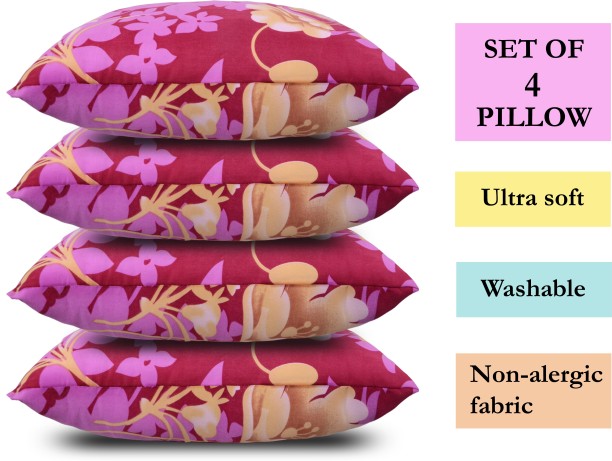 SET OF
4
PILLOW
Ultra soft
Washable
Non-alergic
fabric